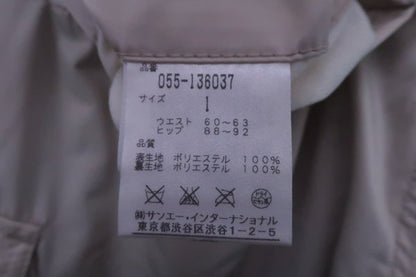 品番
055-136037
サイズ
1
ウエスト 60～63
ヒップ 88～92
品質
表生地 ポリエステル 100%
裏生地 ポリエステル 100%
㈱サンエー・インターナショナル
東京都渋谷区渋谷1-2-5